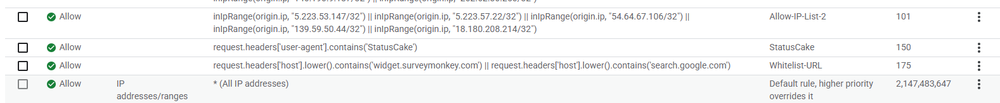 Allow
inIpRange(origin.ip, "5.223.53.147/32") || inIpRange(origin.ip, "5.223.57.22/32") || inIpRange(origin.ip, "54.64.67.106/32") ||
inIpRange(origin.ip, "139.59.50.44/32") || inIpRange(origin.ip, "18.180.208.214/32")
Allow-IP-List-2
101
Allow
request.headers['user-agent'].contains('StatusCake')
StatusCake
150
Allow
request.headers['host'].lower().contains('widget.surveymonkey.com') || request.headers['host'].lower().contains('search.google.com')
Whitelist-URL
175
Allow
IP
addresses/ranges
* (All IP addresses)
Default rule, higher priority
overrides it
2,147,483,647